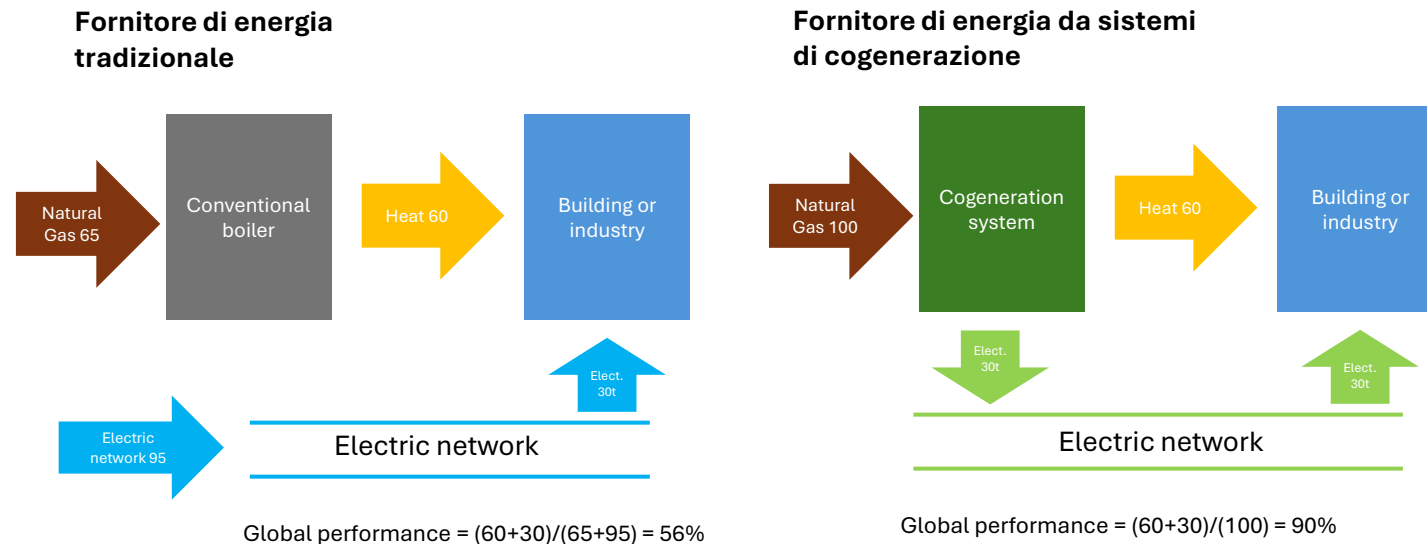 Fornitore di energia
tradizionale
Natural
Gas 65
Conventional
boiler
Heat 60
Building or
industry
Elect.
30t
Electric
network 95
Electric network
Global performance = (60+30)/(65+95) = 56%
Fornitore di energia da sistemi
di cogenerazione
Natural
Gas 100
Cogeneration
system
Heat 60
Building or
industry
Elect.
30t
Elect.
30t
Electric network
Global performance = (60+30)/(100) = 90%